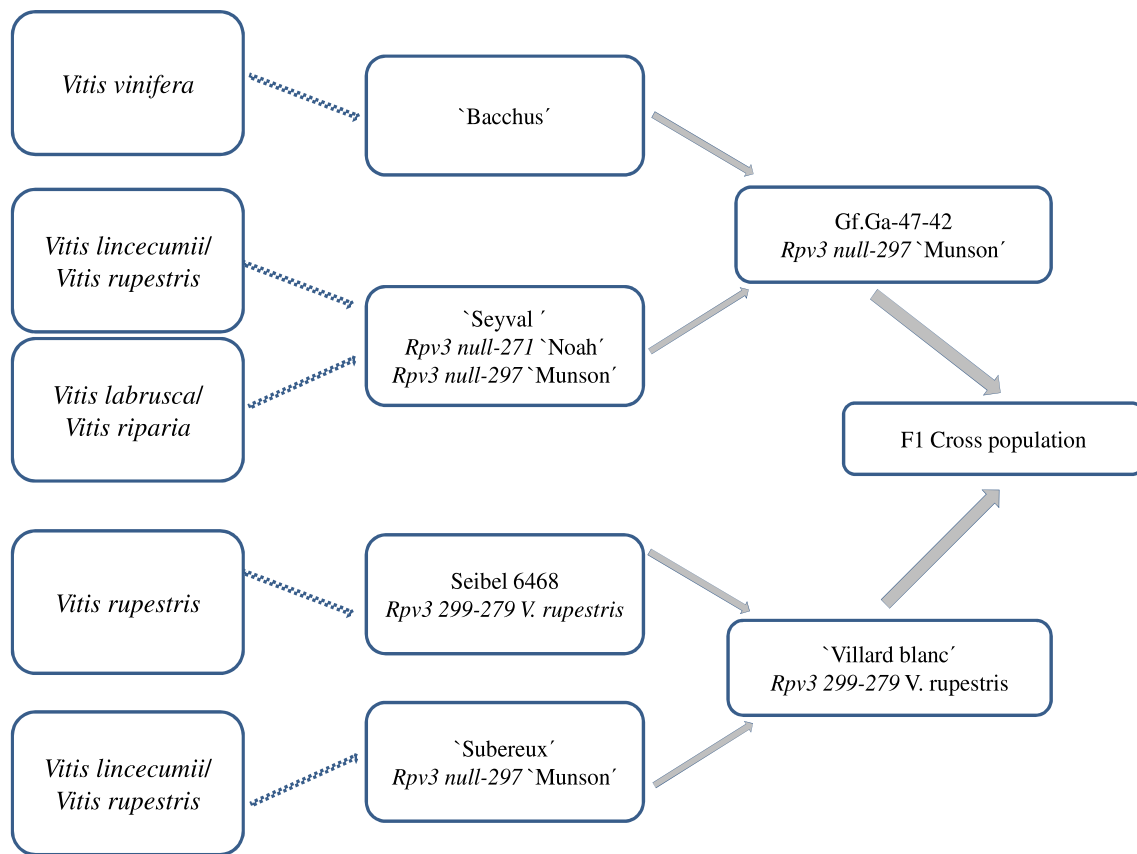 Vitis vinifera
`Bacchus´
Vitis lincecumii/
Vitis rupestris
Gf.Ga-47-42
Rpv3 null-297 `Munson´
`Seyval ´
Rpv3 null-271 `Noah´
Rpv3 null-297 `Munson´
Vitis labrusca/
Vitis riparia
F1 Cross population
Vitis rupestris
Seibel 6468
Rpv3 299-279 V. rupestris
`Villard blanc´
Rpv3 299-279 V. rupestris
Vitis lincecumii/
Vitis rupestris
`Subereux´
Rpv3 null-297 `Munson´